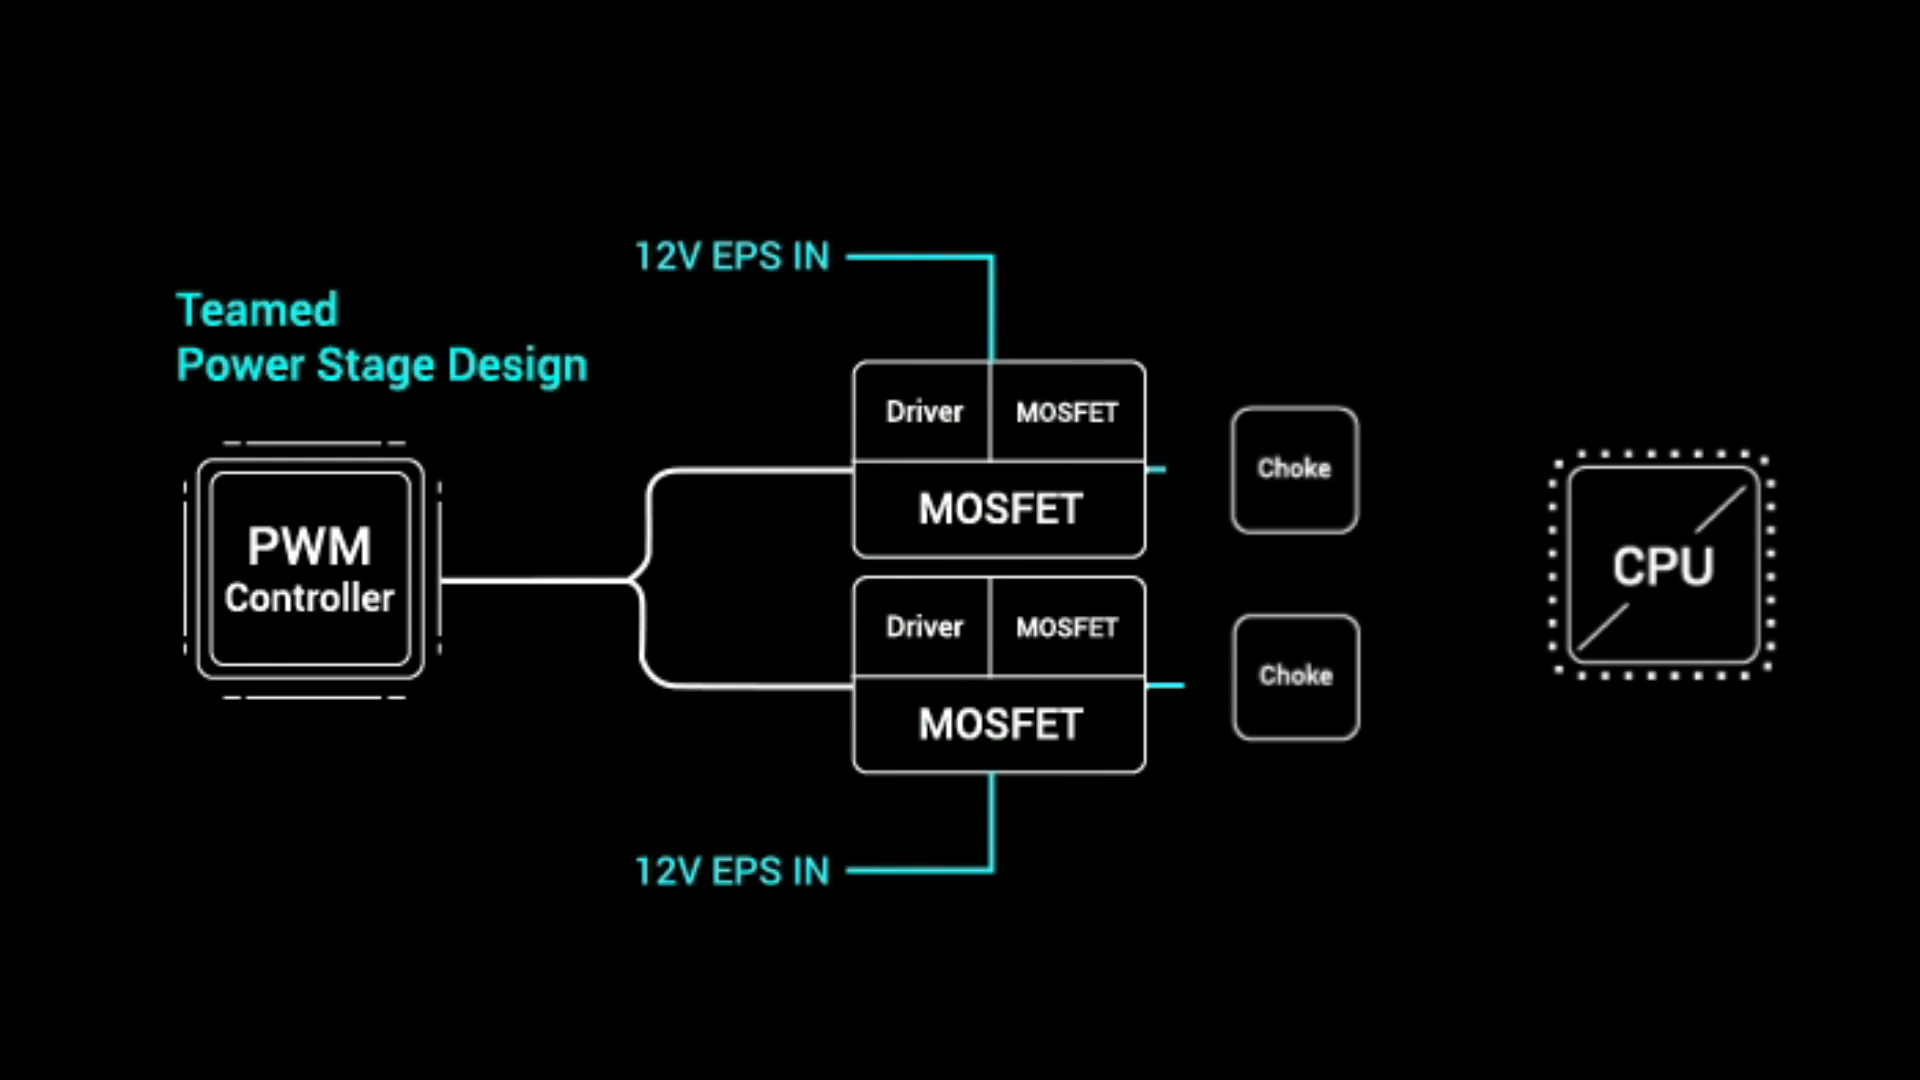 12V EPS IN
Teamed
Power Stage Design
Driver
MOSFET
MOSFET
Choke
PWM
Controller
CPU
Driver
MOSFET
MOSFET
Choke
12V EPS IN